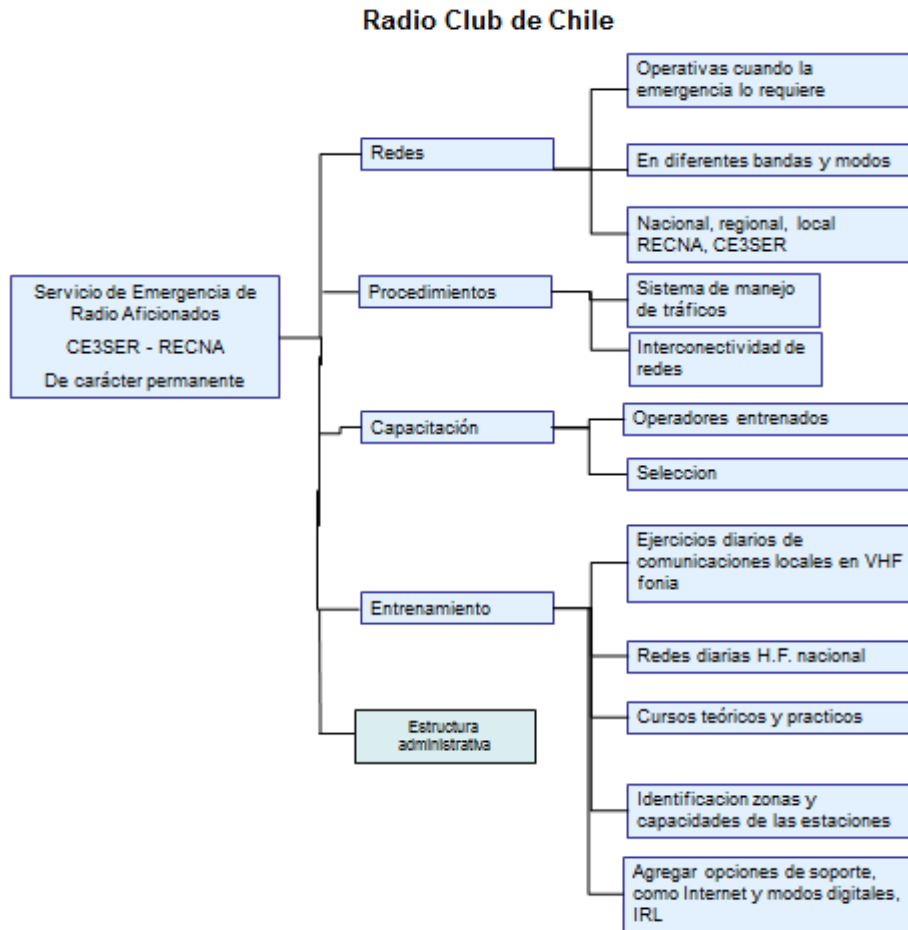 Radio Club de Chile
Servicio de Emergencia de
Radio Aficionados
CE3SER - RECNA
De carácter permanente
Redes
Operativas cuando la
emergencia lo requiere
En diferentes bandas y modos
Nacional, regional, local
RECNA, CE3SER
Procedimientos
Sistema de manejo
de tráficos
Interconectividad de
redes
Capacitación
Operadores entrenados
Seleccion
Entrenamiento
Ejercicios diarios de
comunicaciones locales en VHF
fonia
Redes diarias H.F. nacional
Cursos teóricos y practicos
Identificacion zonas y
capacidades de las estaciones
Agregar opciones de soporte,
como Internet y modos digitales,
IRL
Estructura
administrativa